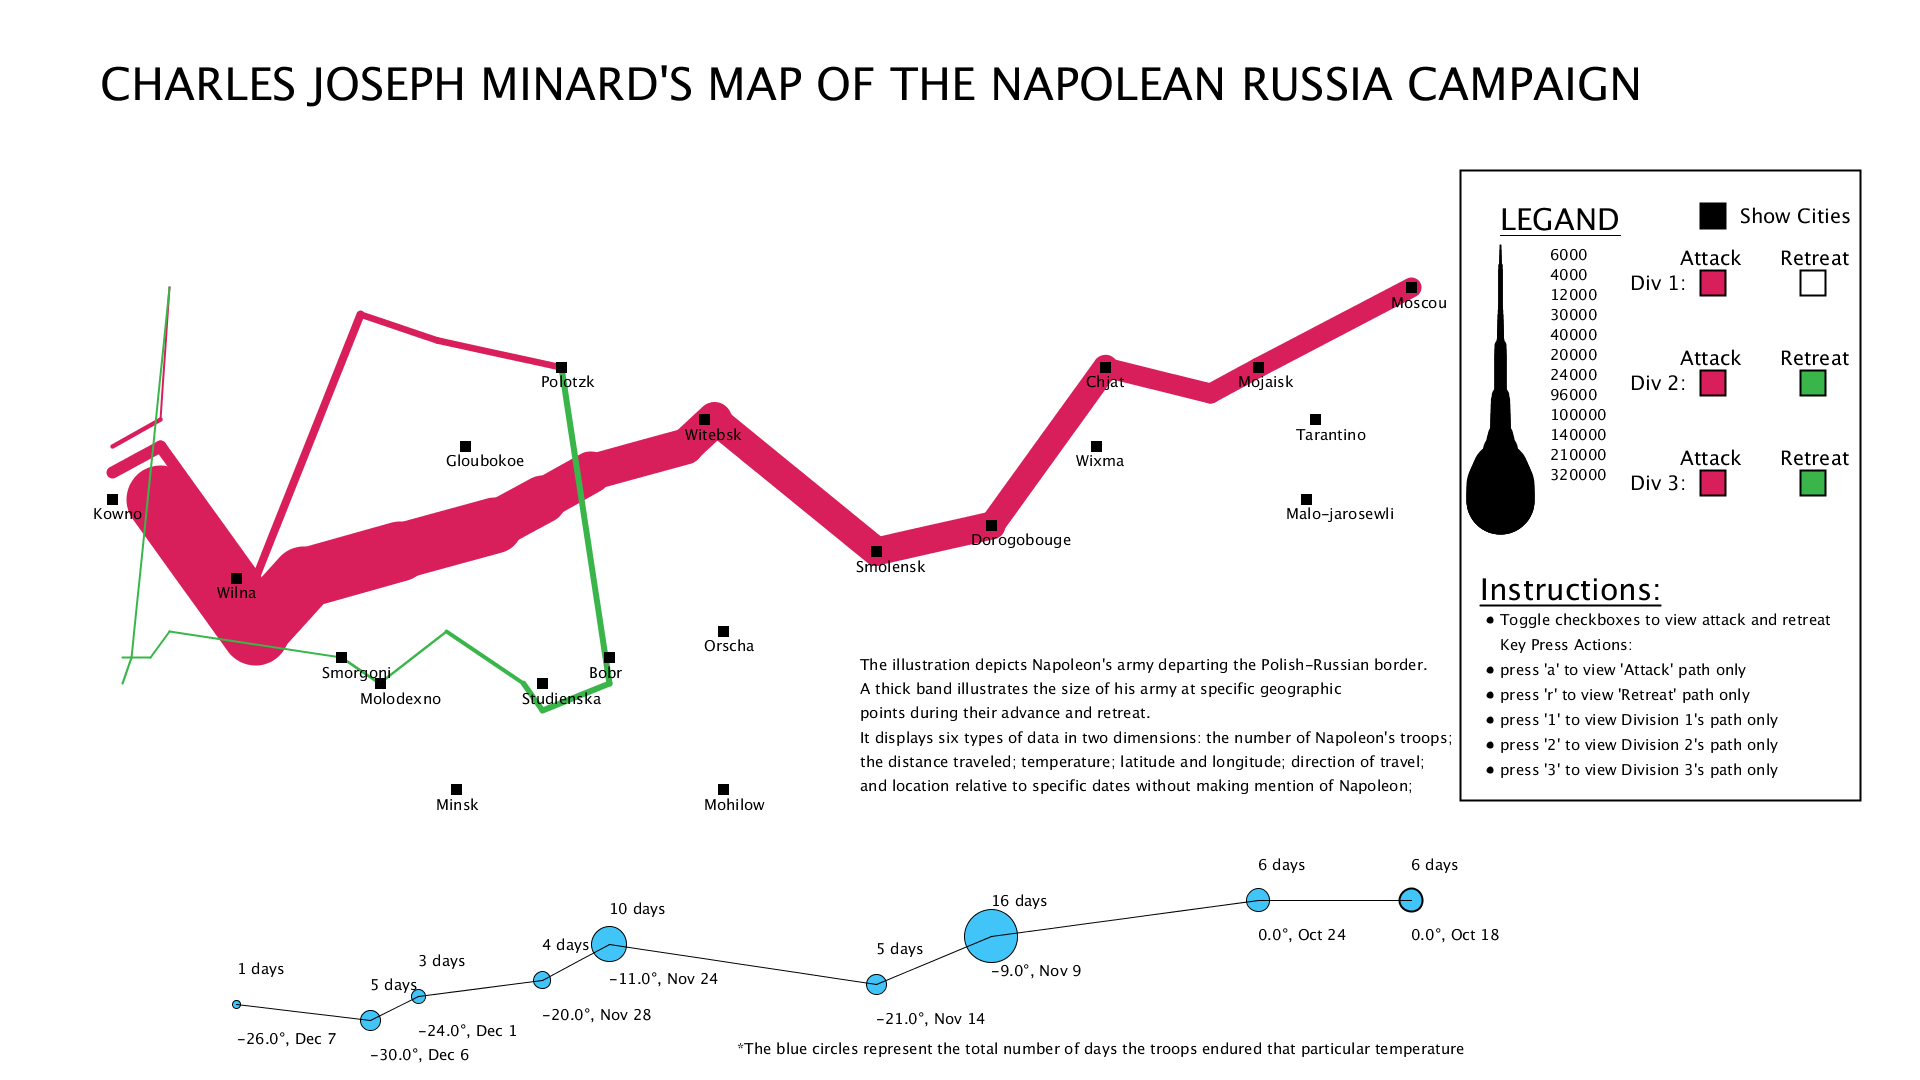 CHARLES JOSEPH MINARD'S MAP OF THE NAPOLEAN RUSSIA CAMPAIGN
LEGAND
Show Cities
6000
4000
12000
30000
40000
20000
24000
96000
100000
140000
210000
320000
Attack Retreat
Div 1:
Attack Retreat
Div 2:
Attack Retreat
Div 3:
Instructions:
Toggle checkboxes to view attack and retreat
Key Press Actions:
press 'a' to view 'Attack' path only
press 'r' to view 'Retreat' path only
press '1' to view Division 1's path only
press '2' to view Division 2's path only
press '3' to view Division 3's path only
Moscou
Polotzk
Chjat
Mojaisk
Witebsk
Tarantino
Gloubokoe
Wixma
Kowno
Malo-jarosewli
Dorogobouge
Smolensk
Wilna
Orscha
Smorgoni
Bobr
Molodexno
Studienska
Minsk
Mohilow
The illustration depicts Napoleon's army departing the Polish-Russian border.
A thick band illustrates the size of his army at specific geographic
points during their advance and retreat.
It displays six types of data in two dimensions: the number of Napoleon's troops;
the distance traveled; temperature; latitude and longitude; direction of travel;
and location relative to specific dates without making mention of Napoleon;
1 days
-26.0°, Dec 7
5 days
-30.0°, Dec 6
3 days
-24.0°, Dec 1
4 days
-20.0°, Nov 28
10 days
-11.0°, Nov 24
5 days
-21.0°, Nov 14
16 days
-9.0°, Nov 9
6 days
0.0°, Oct 24
6 days
0.0°, Oct 18
*The blue circles represent the total number of days the troops endured that particular temperature